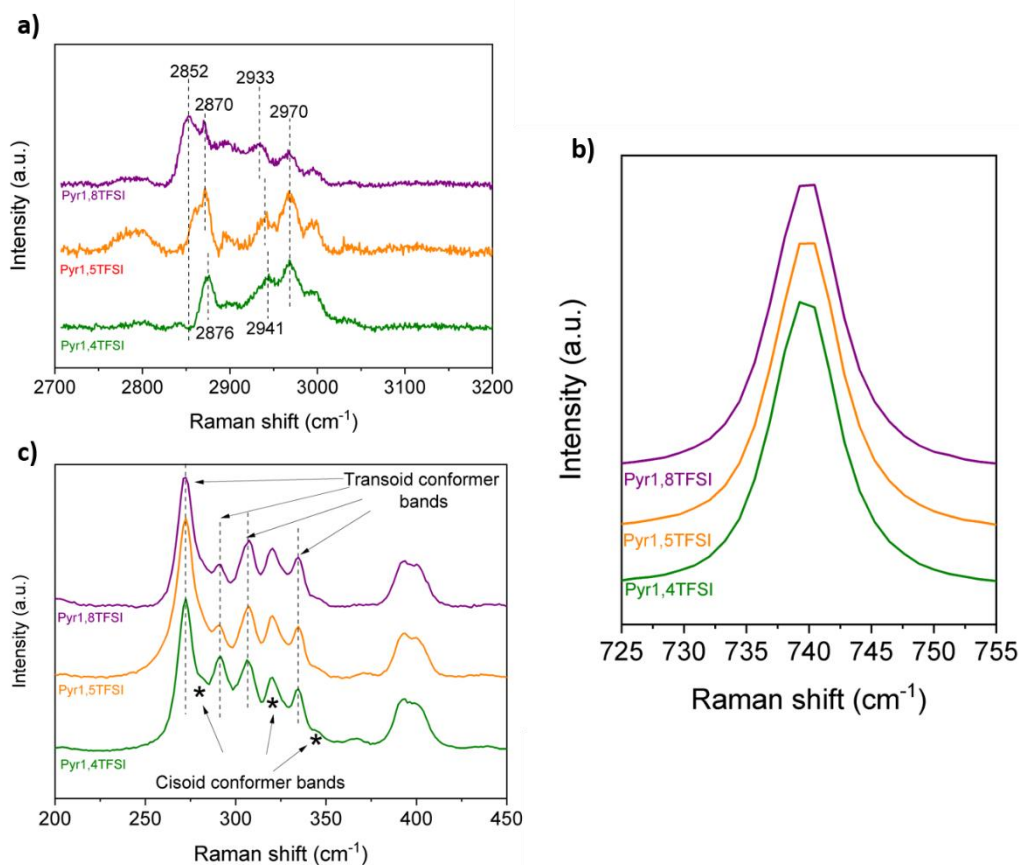 a)
2852
2933
2870
2970
Intensity (a.u.)
Pyr1,8TFSI
Pyr1,5TFSI
Pyr1,4TFSI
2876
2941
2700 2800 2900 3000 3100 3200
Raman shift (cm-1)
b)
Intensity (a.u.)
Pyr1,8TFSI
Pyr1,5TFSI
Pyr1,4TFSI
725 730 735 740 745 750 755
Raman shift (cm-1)
c)
Transoid conformer
bands
Intensity (a.u.)
Pyr1,8TFSI
Pyr1,5TFSI
*
*
*
Pyr1,4TFSI
Cisoid conformer bands
200 250 300 350 400 450
Raman shift (cm-1)